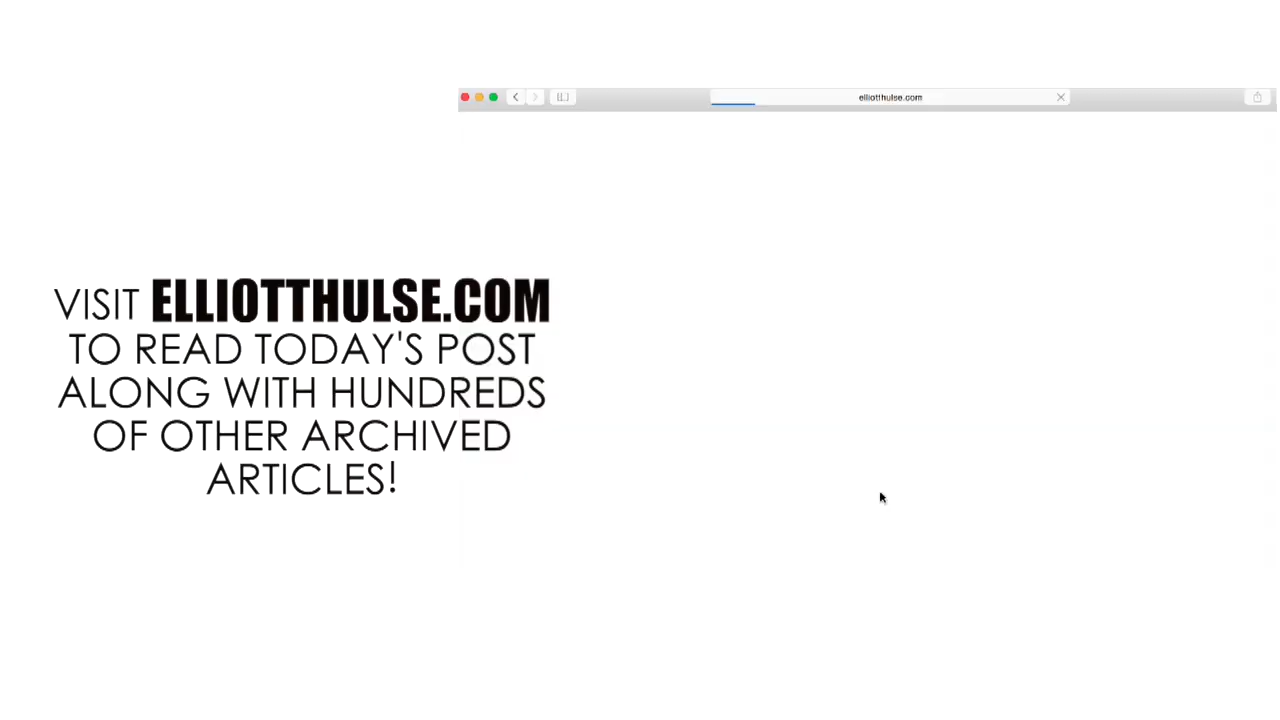 elliotthulse.com
VISIT ELLIOTTHULSE.COM
TO READ TODAY'S POST
ALONG WITH HUNDREDS
OF OTHER ARCHIVED
ARTICLES!